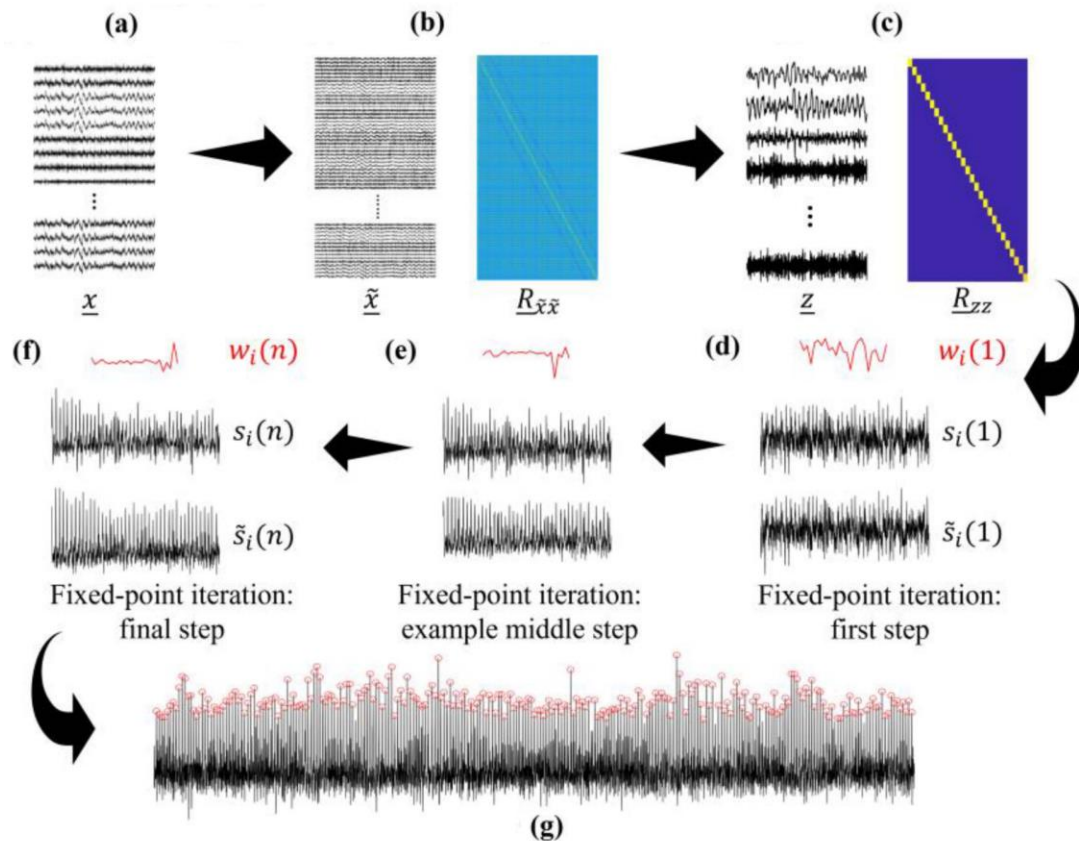 (a)
(b)
(c)
x
x̃
R_x̃x̃
z
R_zz
(f)
w_i(n)
(e)
(d)
w_i(1)
s_i(n)
s_i(1)
s̃_i(n)
s̃_i(1)
Fixed-point iteration:
final step
Fixed-point iteration:
example middle step
Fixed-point iteration:
first step
(g)